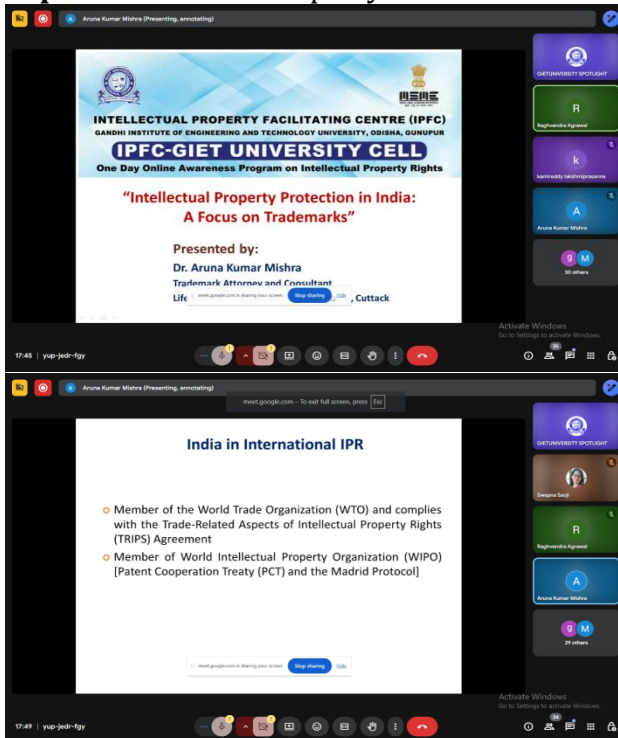 Aruna Kumar Mishra (Presenting, annotating)
MSME
INTELLECTUAL PROPERTY FACILITATING CENTRE (IPFC)
GANDHI INSTITUTE OF ENGINEERING AND TECHNOLOGY UNIVERSITY, ODISHA, GUNUPUR
IPFC-GIET UNIVERSITY CELL
One Day Online Awareness Program on Intellectual Property Rights
“Intellectual Property Protection in India:
A Focus on Trademarks”
Presented by:
Dr. Aruna Kumar Mishra
Trademark Attorney and Consultant
Life
, Cuttack
meet.google.com is sharing your screen.
Stop sharing
Hide
GIETUNIVERSITY SPOTLIGHT
R
Raghvendra Agrawal
k
kamireddy lakshmiprasanna
A
Aruna Kumar Mishra
g M
30 others
Activate Windows
Go to Settings to activate Windows.
17:45 | yup-jedr-fgy
35
Aruna Kumar Mishra (Presenting, annotating)
meet.google.com – To exit full screen, press Esc
India in International IPR
Member of the World Trade Organization (WTO) and complies
with the Trade-Related Aspects of Intellectual Property Rights
(TRIPS) Agreement
Member of World Intellectual Property Organization (WIPO)
[Patent Cooperation Treaty (PCT) and the Madrid Protocol]
meet.google.com is sharing your screen.
Stop sharing
Hide
GIETUNIVERSITY SPOTLIGHT
Swapna Saoji
R
Raghvendra Agrawal
A
Aruna Kumar Mishra
g M
29 others
Activate Windows
Go to Settings to activate Windows.
17:49 | yup-jedr-fgy
34